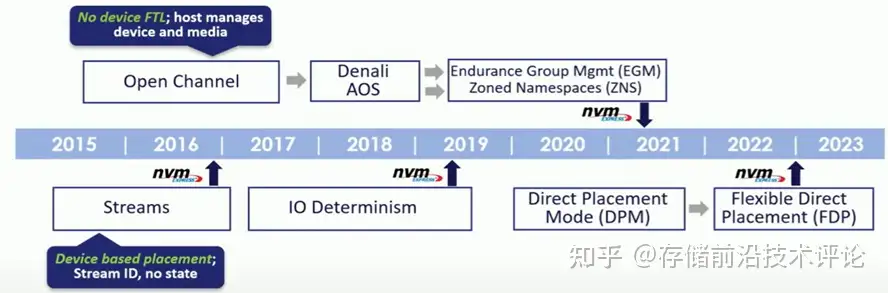 No device FTL; host manages
device and media
Open Channel
Denali
AOS
Endurance Group Mgmt (EGM)
Zoned Namespaces (ZNS)
nvm
EXPRESS
2015 | 2016 | 2017 | 2018 | 2019 | 2020 | 2021 | 2022 | 2023
nvm
EXPRESS
nvm
EXPRESS
nvm
EXPRESS
Streams
IO Determinism
Direct Placement
Mode (DPM)
Flexible Direct
Placement (FDP)
Device based placement;
Stream ID, no state
知乎 @存储前沿技术评论